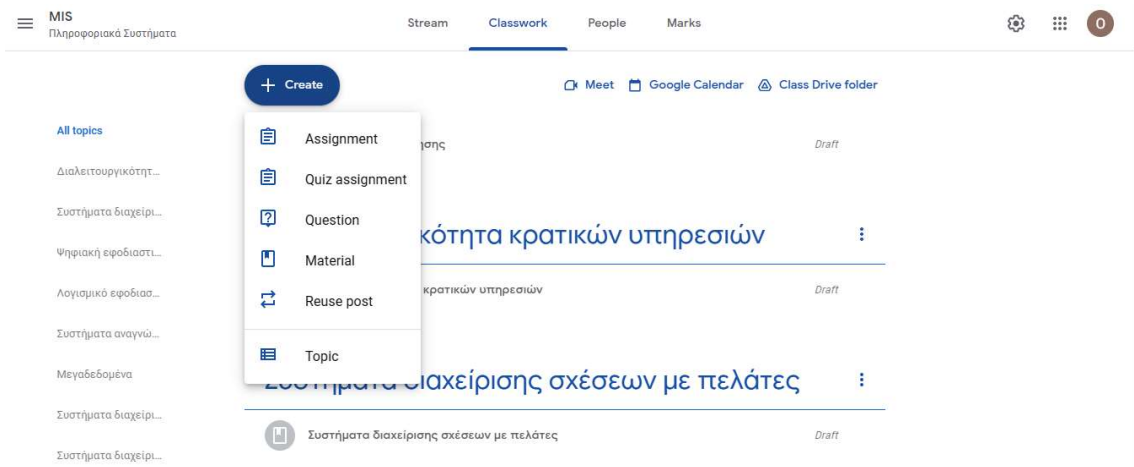 MIS
Πληροφοριακά Συστήματα
Stream Classwork People Marks
O
Create
Meet Google Calendar Class Drive folder
All topics
Διαλειτουργικότητ...
Συστήματα διαχείρι...
Ψηφιακή εφοδιαστι...
Λογισμικό εφοδιασ...
Συστήματα αναγνώ...
Μεγαδεδομένα
Συστήματα διαχείρι...
Συστήματα διαχείρι...
Assignment
Quiz assignment
Question
Material
Reuse post
Topic
ησης Draft
κότητα κρατικών υπηρεσιών
κρατικών υπηρεσιών Draft
Συστήματα διαχείρισης σχέσεων με πελάτες
Συστήματα διαχείρισης σχέσεων με πελάτες Draft